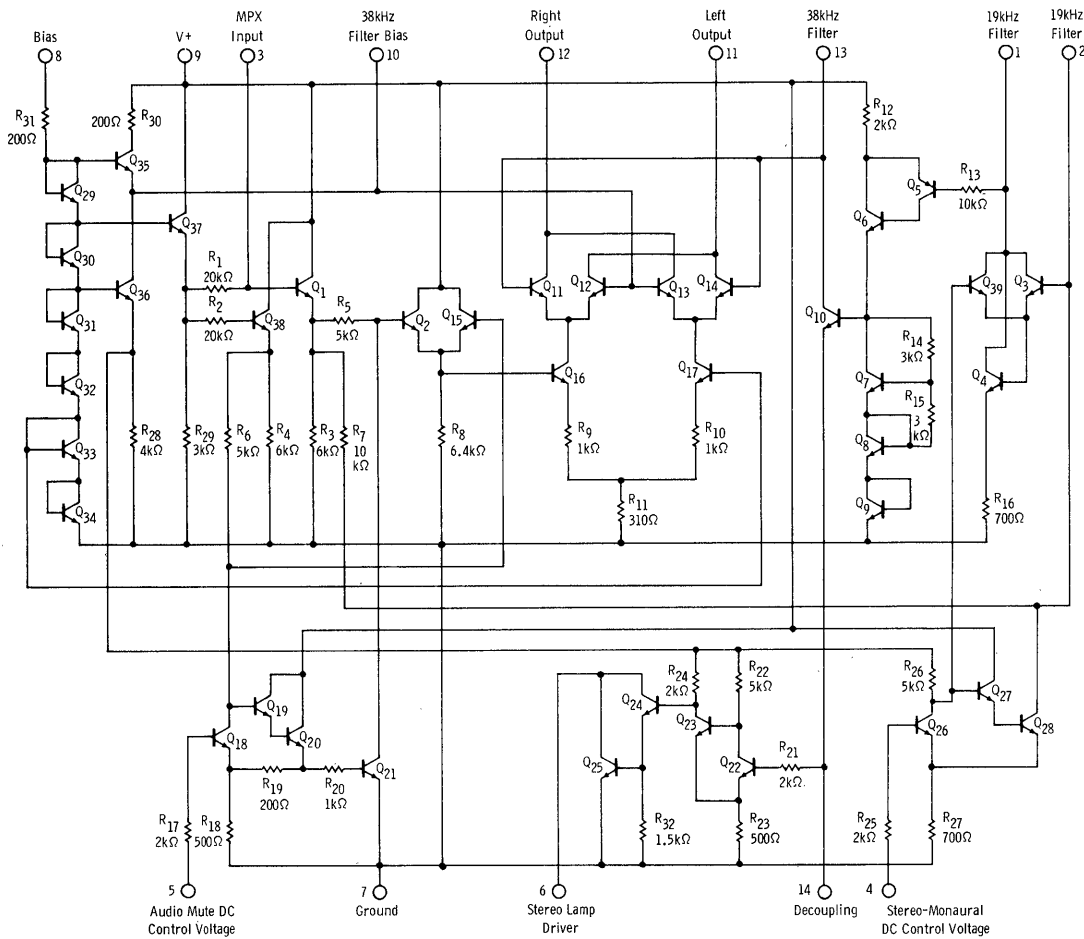 Bias
8
V+
9
MPX
Input
3
38kHz
Filter Bias
10
Right
Output
12
Left
Output
11
38kHz
Filter
13
19kHz
Filter
1
19kHz
Filter
2
R31
200Ω
200Ω
R30
Q35
Q29
Q37
Q30
Q36
Q31
Q32
Q33
Q34
R1
20kΩ
R2
20kΩ
Q1
Q38
R5
5kΩ
Q2
Q15
Q11
Q12
Q13
Q14
Q16
Q17
R12
2kΩ
Q5
R13
10kΩ
Q6
Q10
Q39
Q3
Q4
R14
3kΩ
Q7
R15
3
kΩ
Q8
Q9
R16
700Ω
R28
4kΩ
R29
3kΩ
R6
5kΩ
R4
6kΩ
R3
6kΩ
R7
10
kΩ
R8
6.4kΩ
R9
1kΩ
R10
1kΩ
R11
310Ω
Q19
Q18
Q20
R19
200Ω
R20
1kΩ
Q21
R17
2kΩ
R18
500Ω
Q24
R24
2kΩ
R22
5kΩ
Q23
Q25
Q22
R21
2kΩ
R32
1.5kΩ
R23
500Ω
R26
5kΩ
Q27
Q26
Q28
R25
2kΩ
R27
700Ω
5
Audio Mute DC
Control Voltage
7
Ground
6
Stereo Lamp
Driver
14
Decoupling
4
Stereo-Monaural
DC Control Voltage